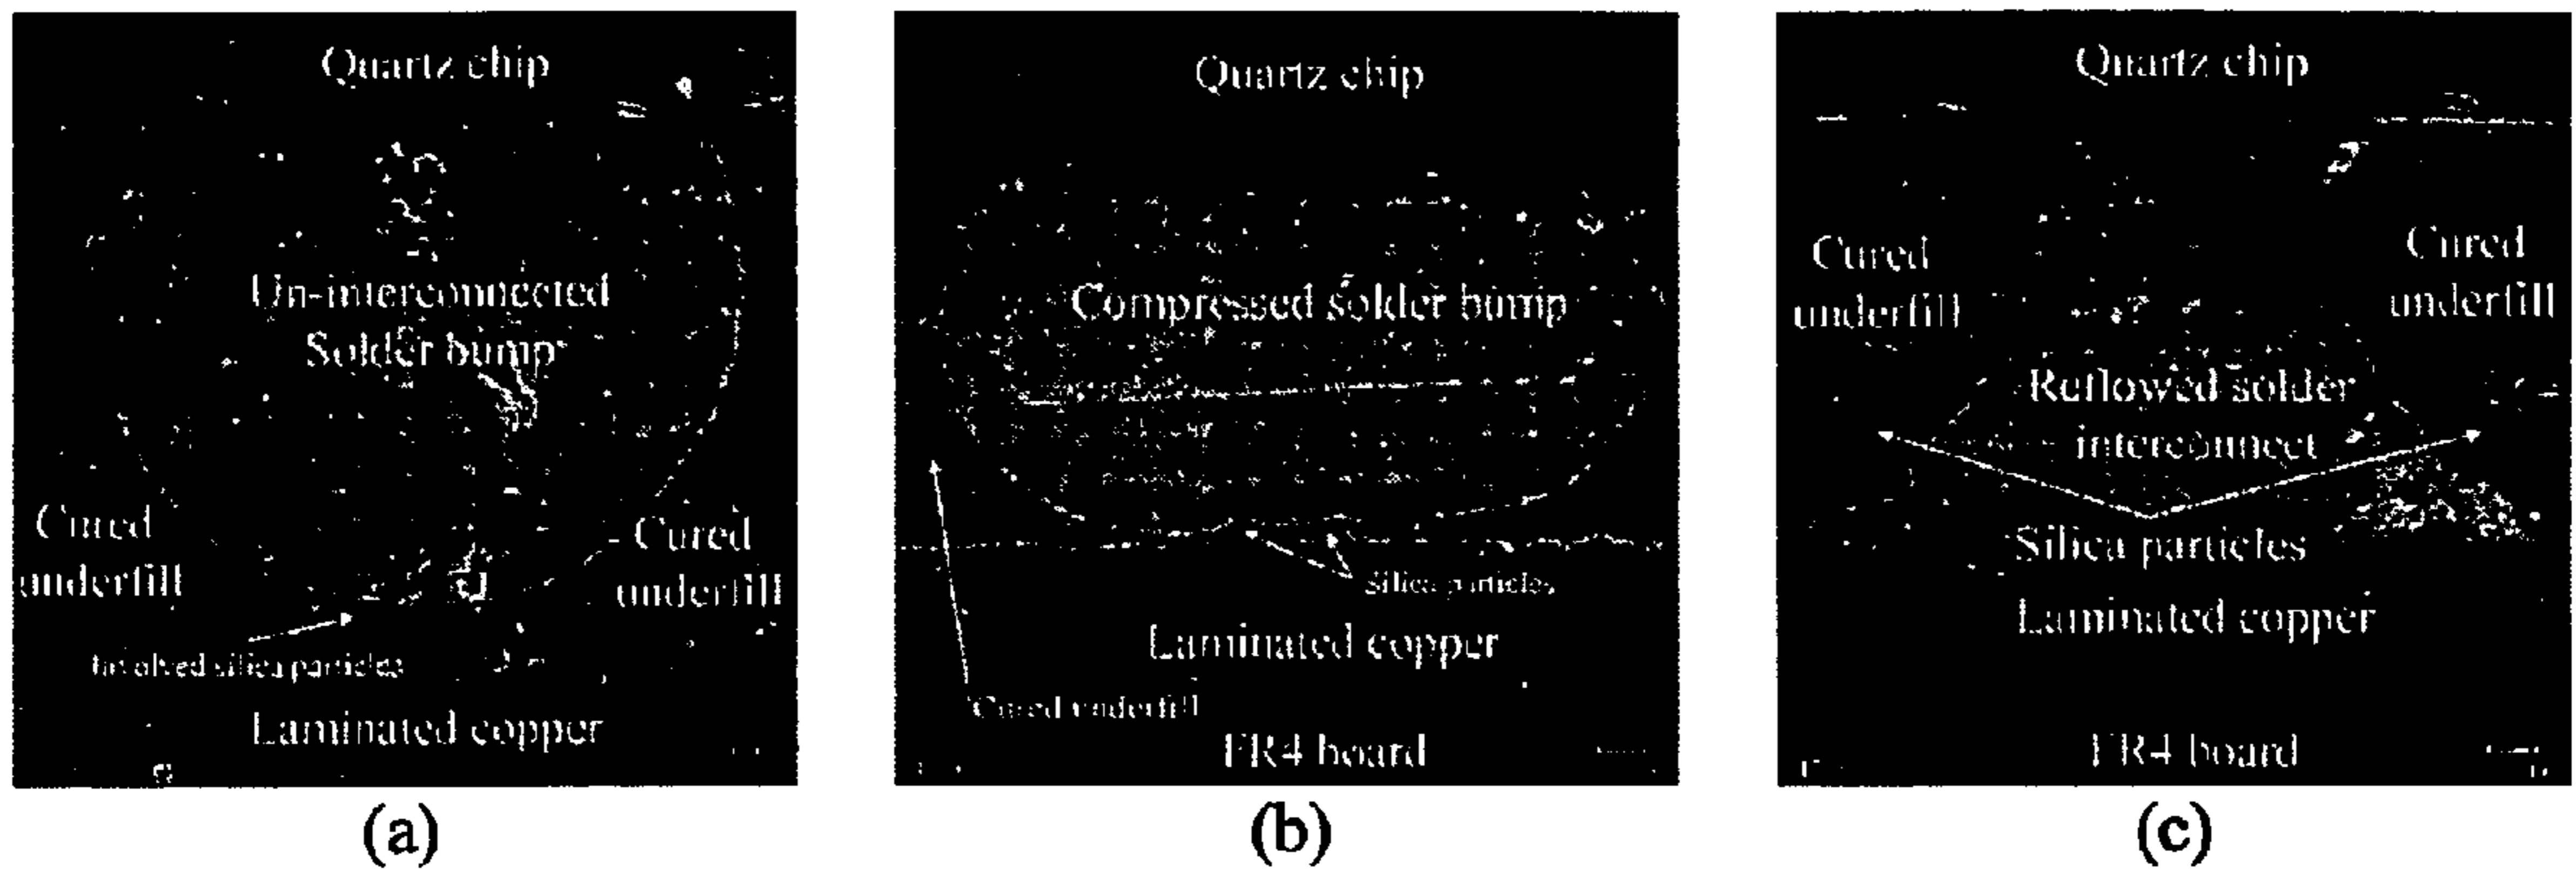 Quartz chip
Un-interconnected
Solder bump
Cured
underfill
Cured
underfill
Involved silica particles
Laminated copper
(a)
Quartz chip
Compressed solder bump
Silica particles
Laminated copper
Cured underfill
FR4 board
(b)
Quartz chip
Cured
underfill
Cured
underfill
Reflowed solder
interconnect
Silica particles
Laminated copper
FR4 board
(c)